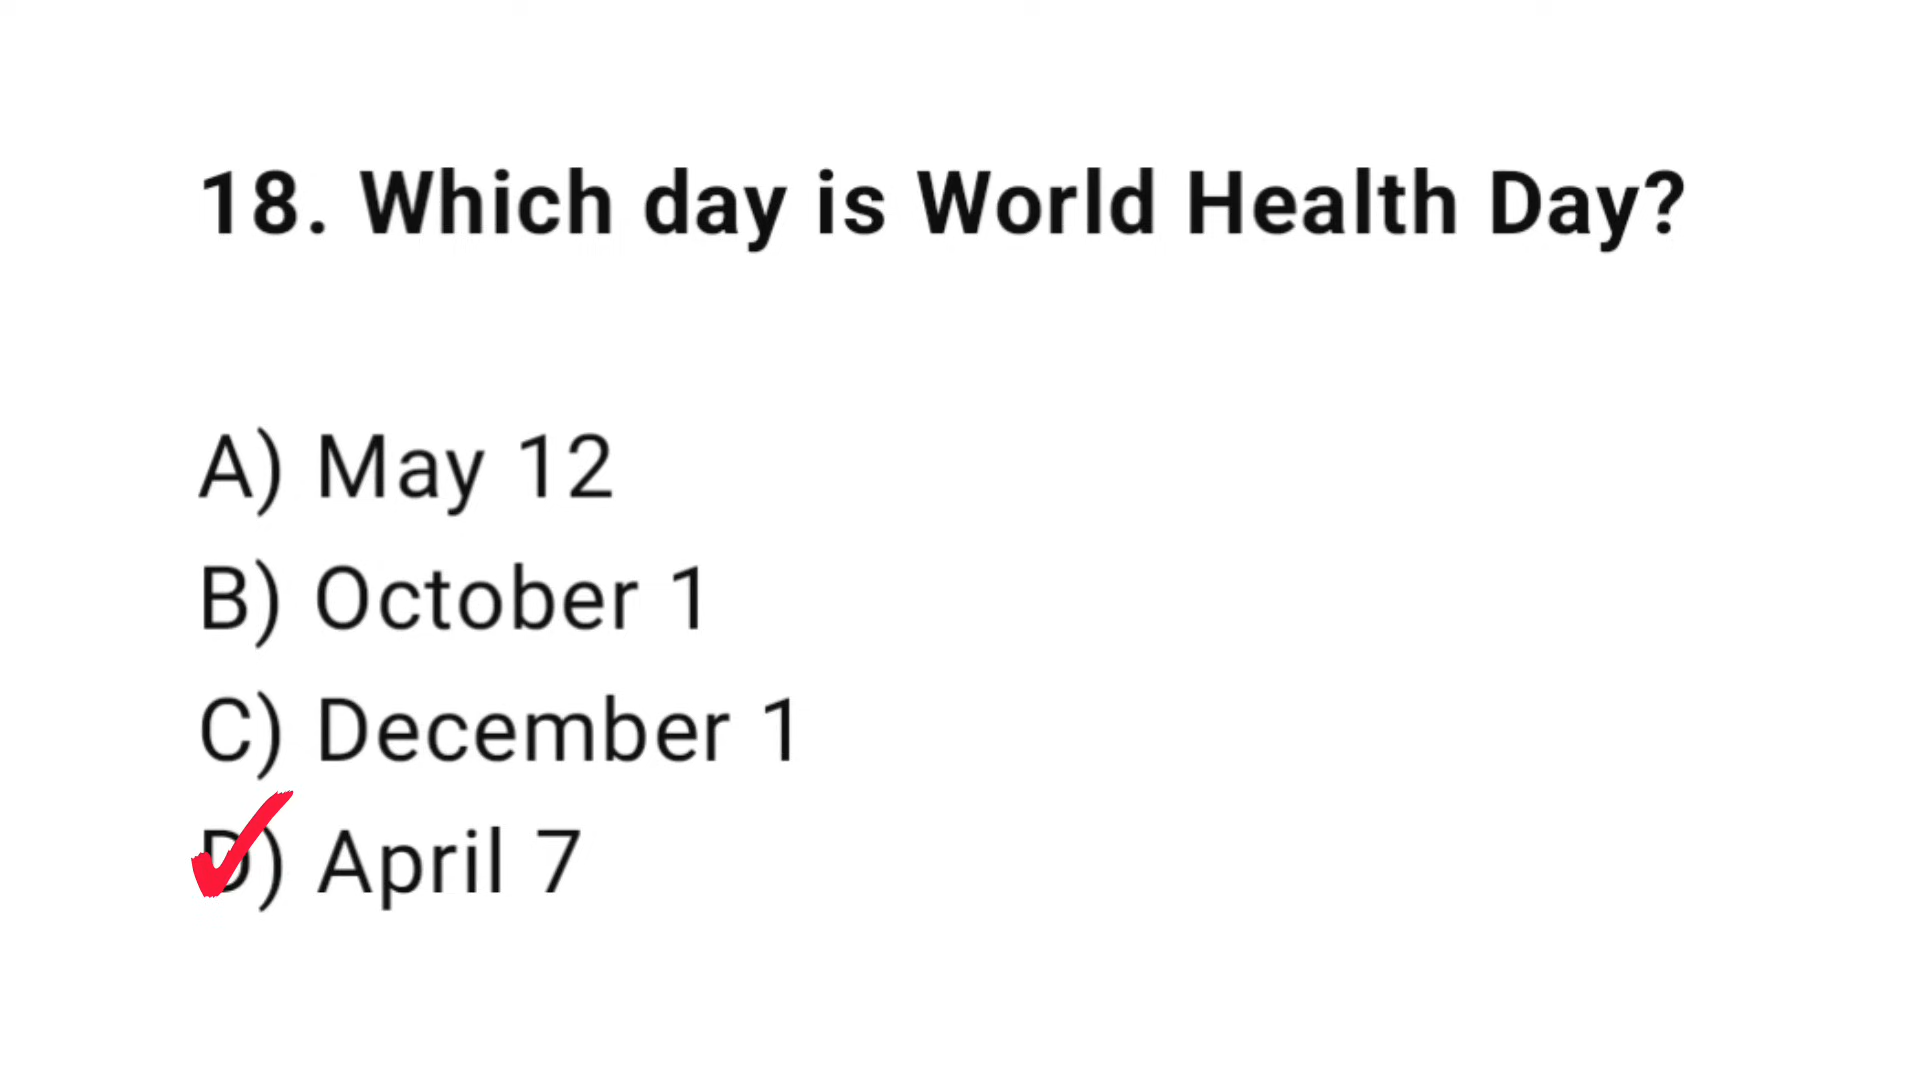 18. Which day is World Health Day?
A) May 12
B) October 1
C) December 1
D) April 7